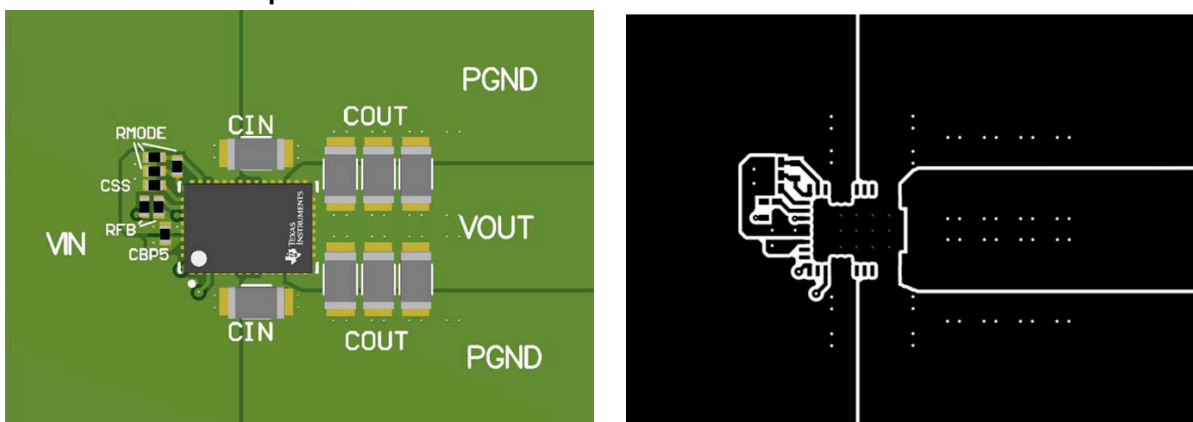 PGND
COUT
CIN
RMODE
CSS
TEXAS
INSTRUMENTS
RFB
VOUT
VIN
CBP5
CIN
COUT
PGND